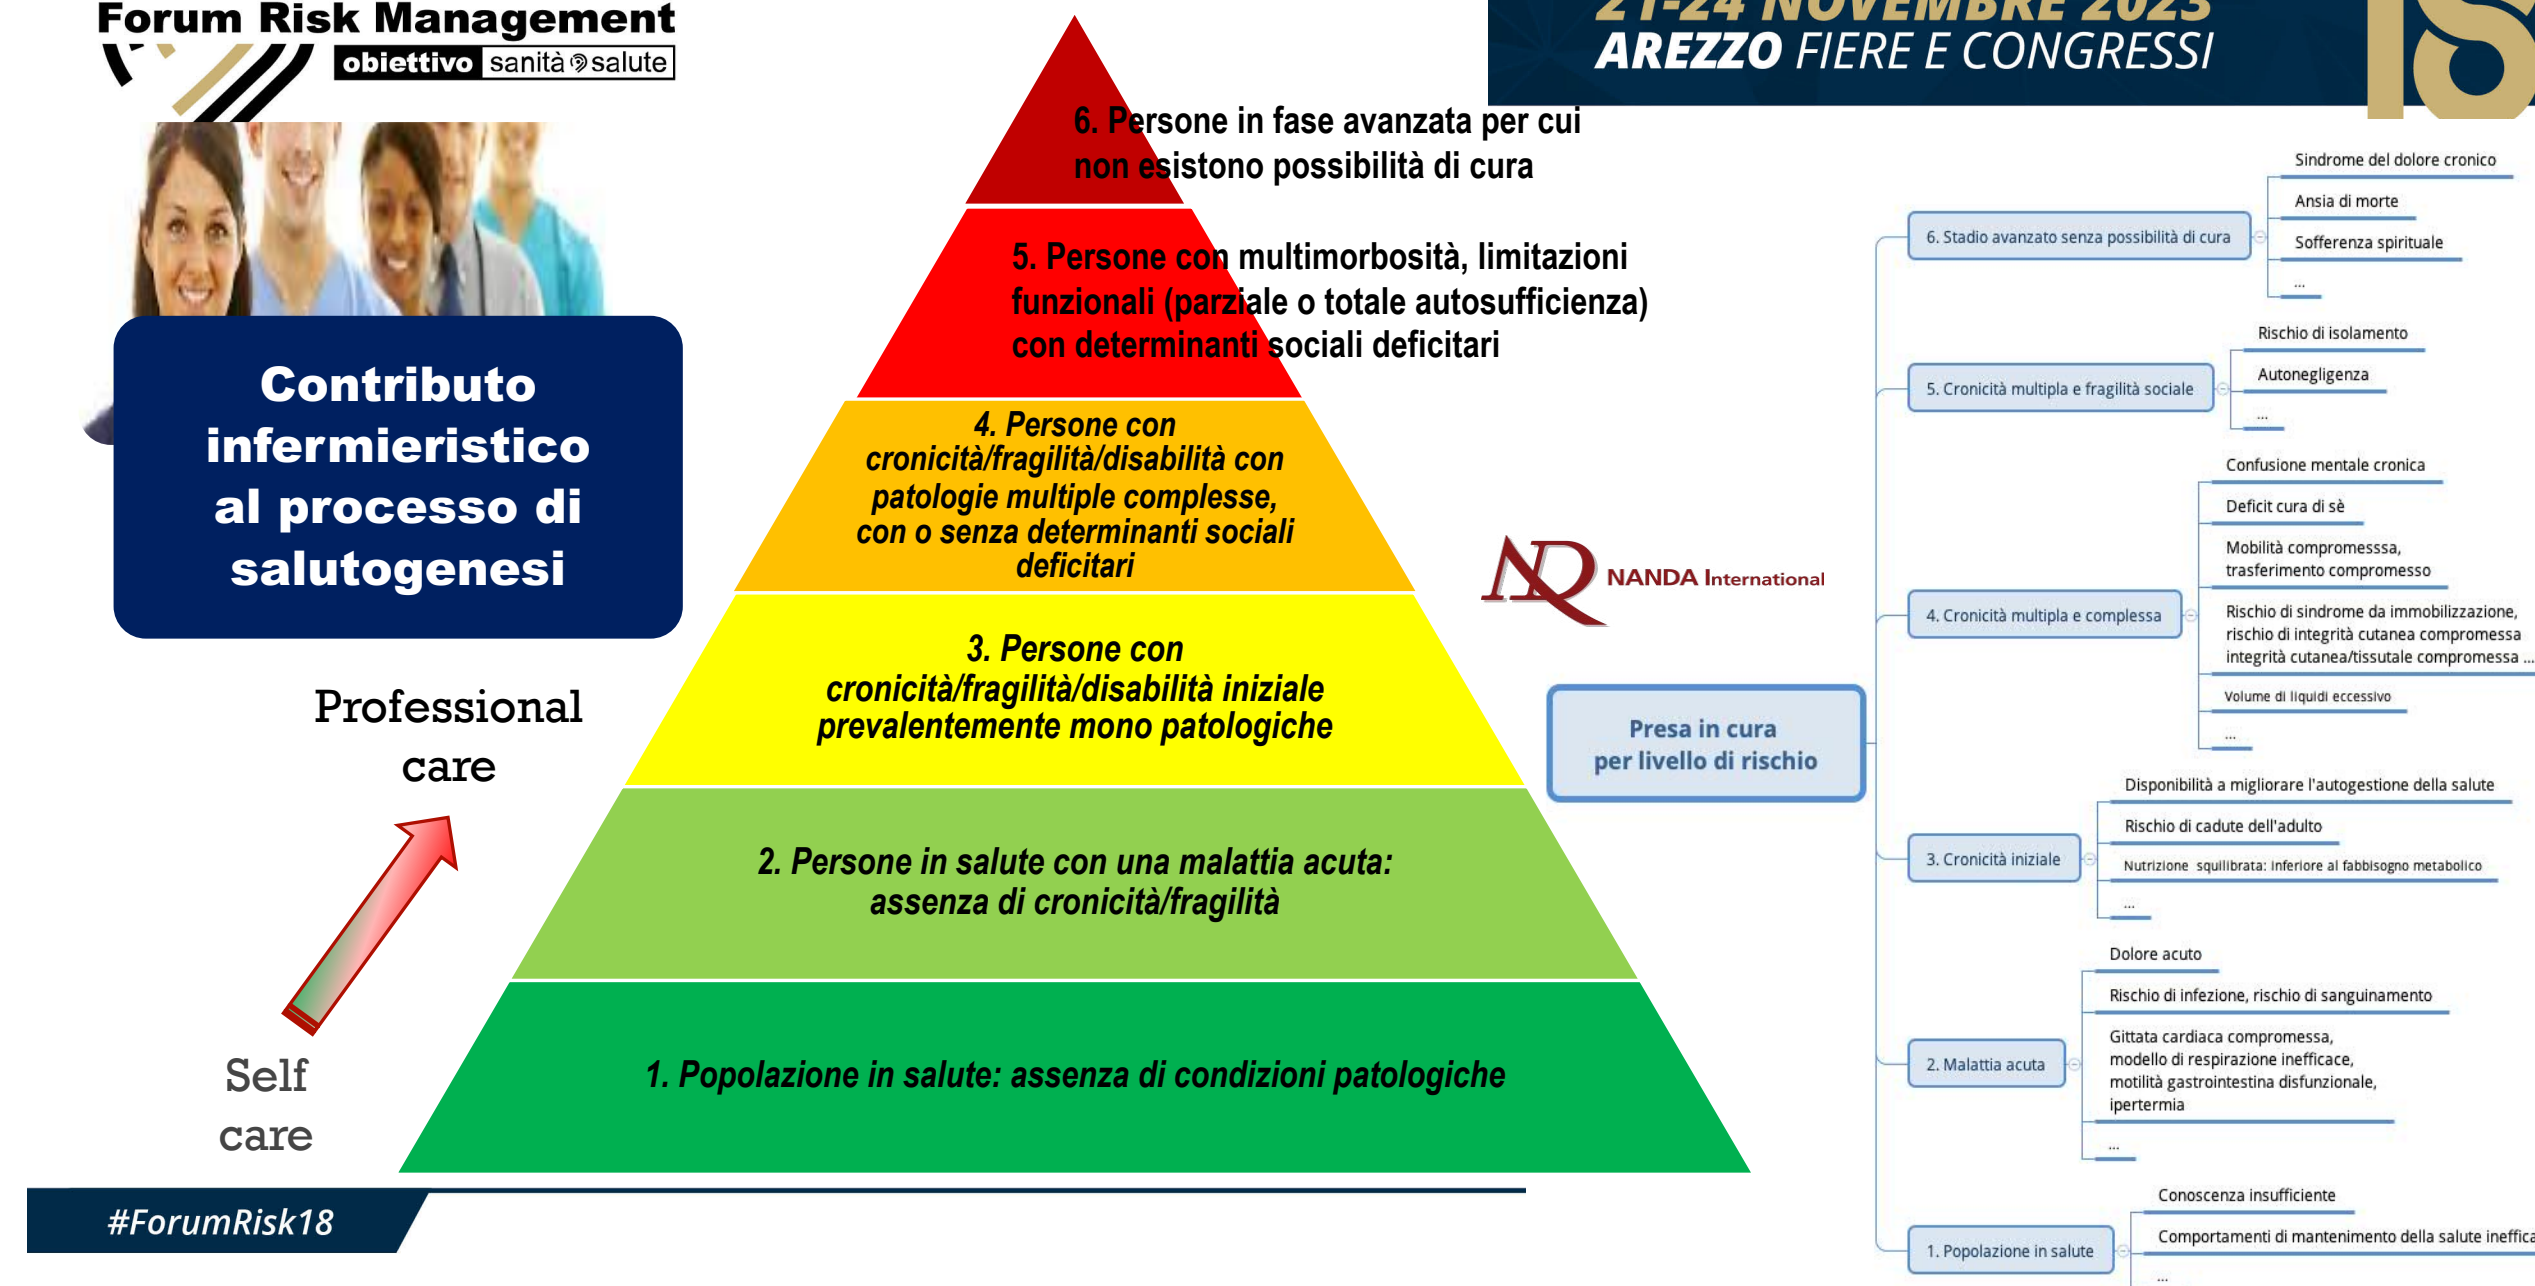 Forum Risk Management
obiettivo sanità salute
21-24 NOVEMBRE 2023
AREZZO FIERE E CONGRESSI
18
Contributo
infermieristico
al processo di
salutogenesi
Professional
care
Self
care
#ForumRisk18
6. Persone in fase avanzata per cui
non esistono possibilità di cura
5. Persone con multimorbosità, limitazioni
funzionali (parziale o totale autosufficienza)
con determinanti sociali deficitari
4. Persone con
cronicità/fragilità/disabilità con
patologie multiple complesse,
con o senza determinanti sociali
deficitari
3. Persone con
cronicità/fragilità/disabilità iniziale
prevalentemente mono patologiche
2. Persone in salute con una malattia acuta:
assenza di cronicità/fragilità
1. Popolazione in salute: assenza di condizioni patologiche
NANDA International
Presa in cura
per livello di rischio
6. Stadio avanzato senza possibilità di cura
Sindrome del dolore cronico
Ansia di morte
Sofferenza spirituale
...
5. Cronicità multipla e fragilità sociale
Rischio di isolamento
Autonegligenza
...
4. Cronicità multipla e complessa
Confusione mentale cronica
Deficit cura di sè
Mobilità compromesssa,
trasferimento compromesso
Rischio di sindrome da immobilizzazione,
rischio di integrità cutanea compromessa
integrità cutanea/tissutale compromessa ...
Volume di liquidi eccessivo
...
3. Cronicità iniziale
Disponibilità a migliorare l'autogestione della salute
Rischio di cadute dell'adulto
Nutrizione squilibrata: inferiore al fabbisogno metabolico
...
2. Malattia acuta
Dolore acuto
Rischio di infezione, rischio di sanguinamento
Gittata cardiaca compromessa,
modello di respirazione inefficace,
motilità gastrointestina disfunzionale,
ipertermia
...
1. Popolazione in salute
Conoscenza insufficiente
Comportamenti di mantenimento della salute ineffica
...